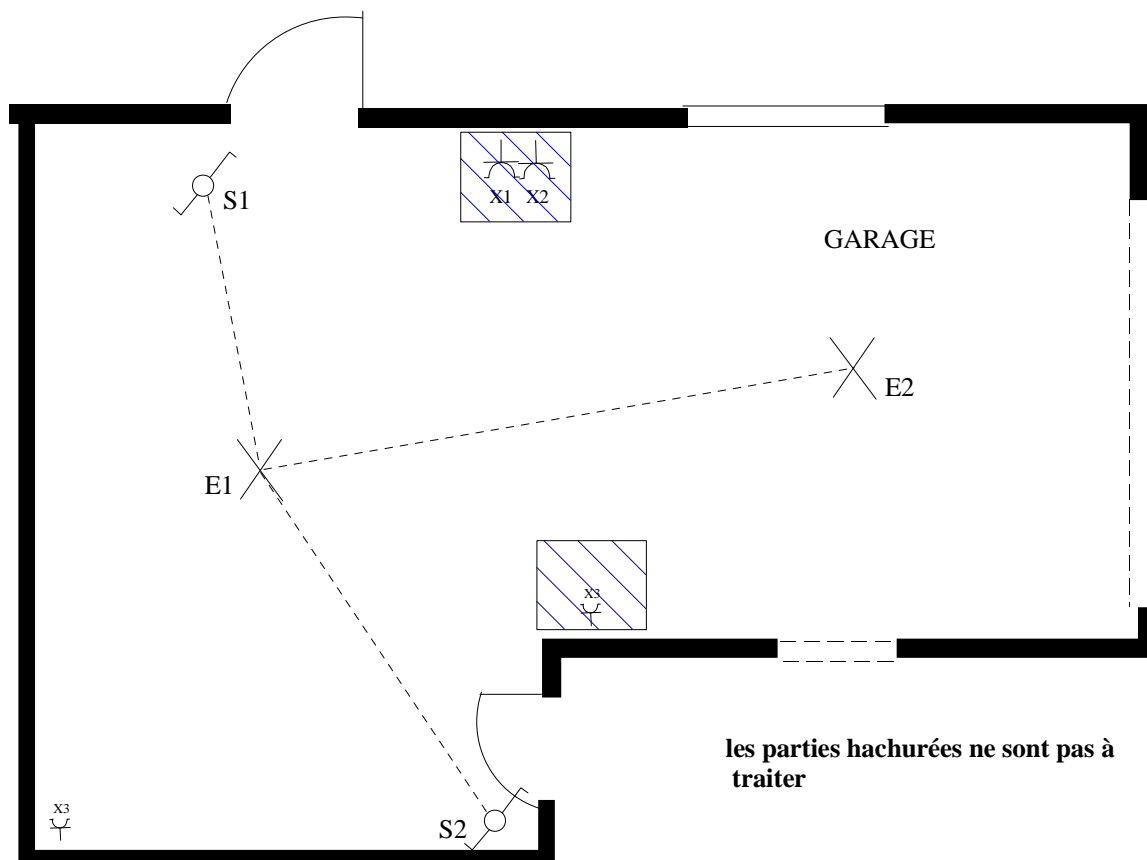 S1
X1 X2
GARAGE
E2
E1
X3
les parties hachurées ne sont pas à
traiter
X3
S2